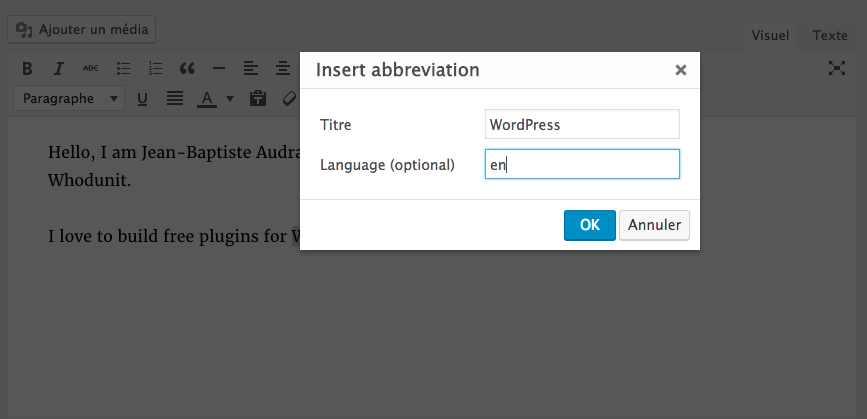 Ajouter un média
Visuel Texte
B I ABC
Paragraphe U A
Insert abbreviation
Titre WordPress
Language (optional) en
OK Annuler
Hello, I am Jean-Baptiste
Whodunit.
I love to build free plugins for